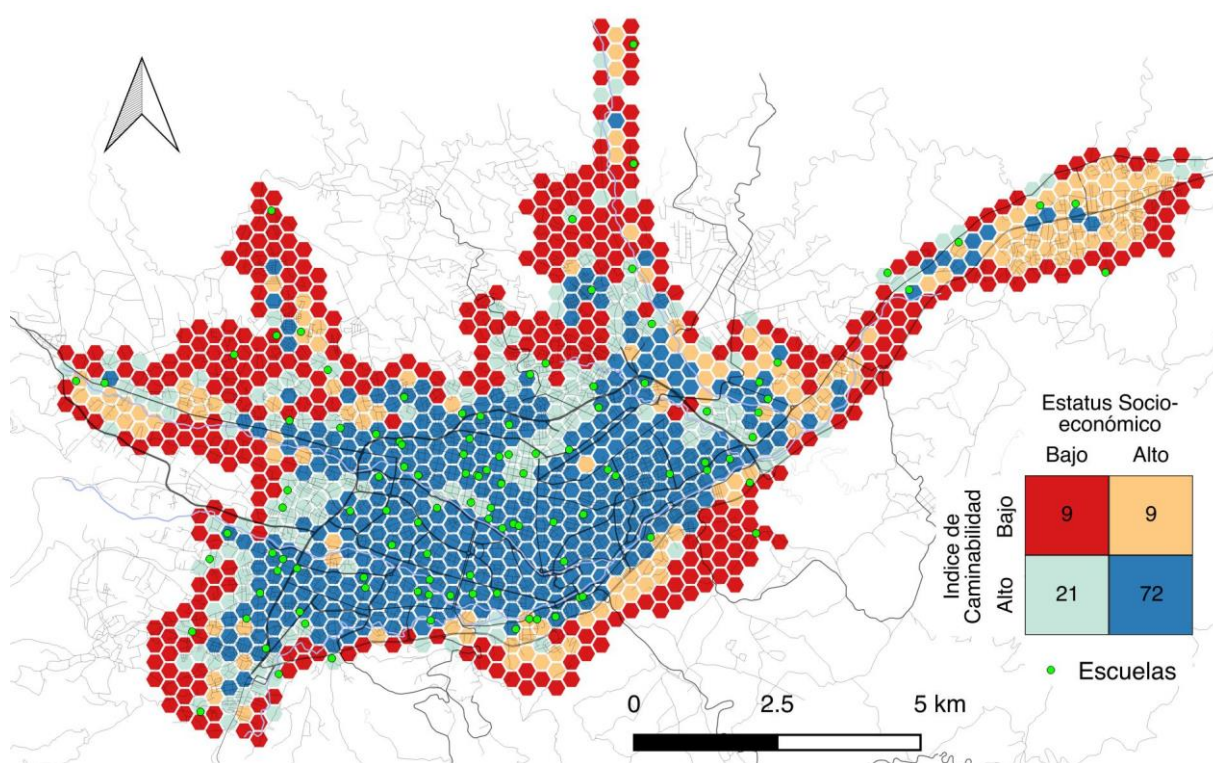 Estatus Socio-
económico
Bajo Alto
Indice de
Caminabilidad
Bajo
Alto
9 9
21 72
Escuelas
0 2.5 5 km